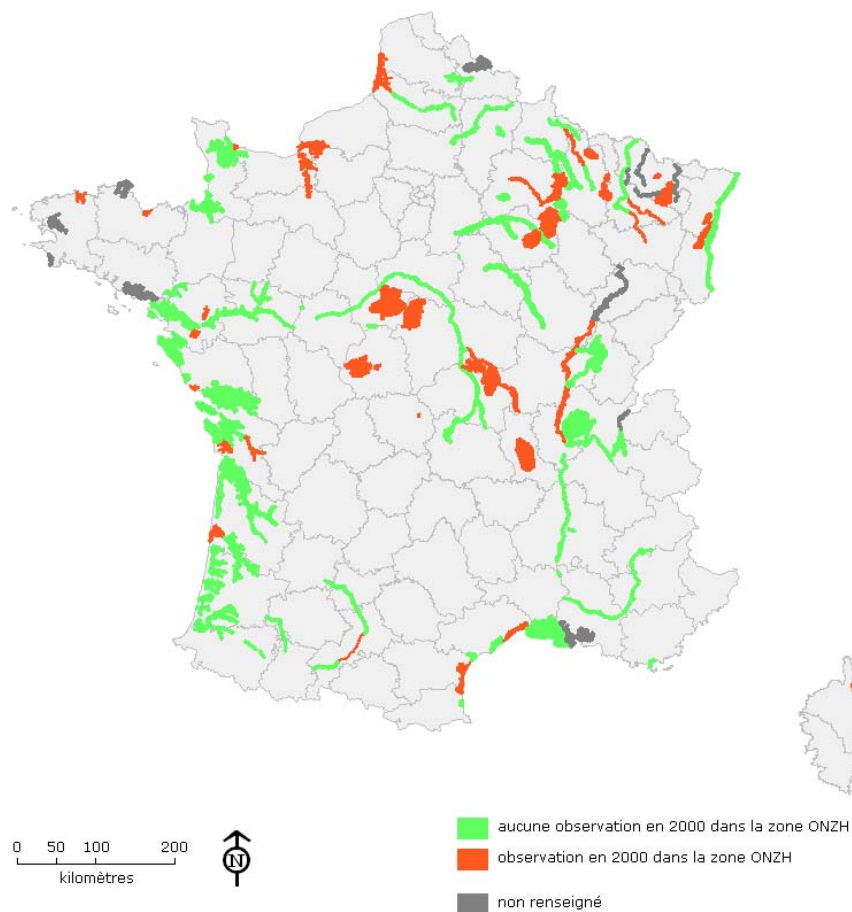 0 50 100 200
kilomètres
N
aucune observation en 2000 dans la zone ONZH
observation en 2000 dans la zone ONZH
non renseigné